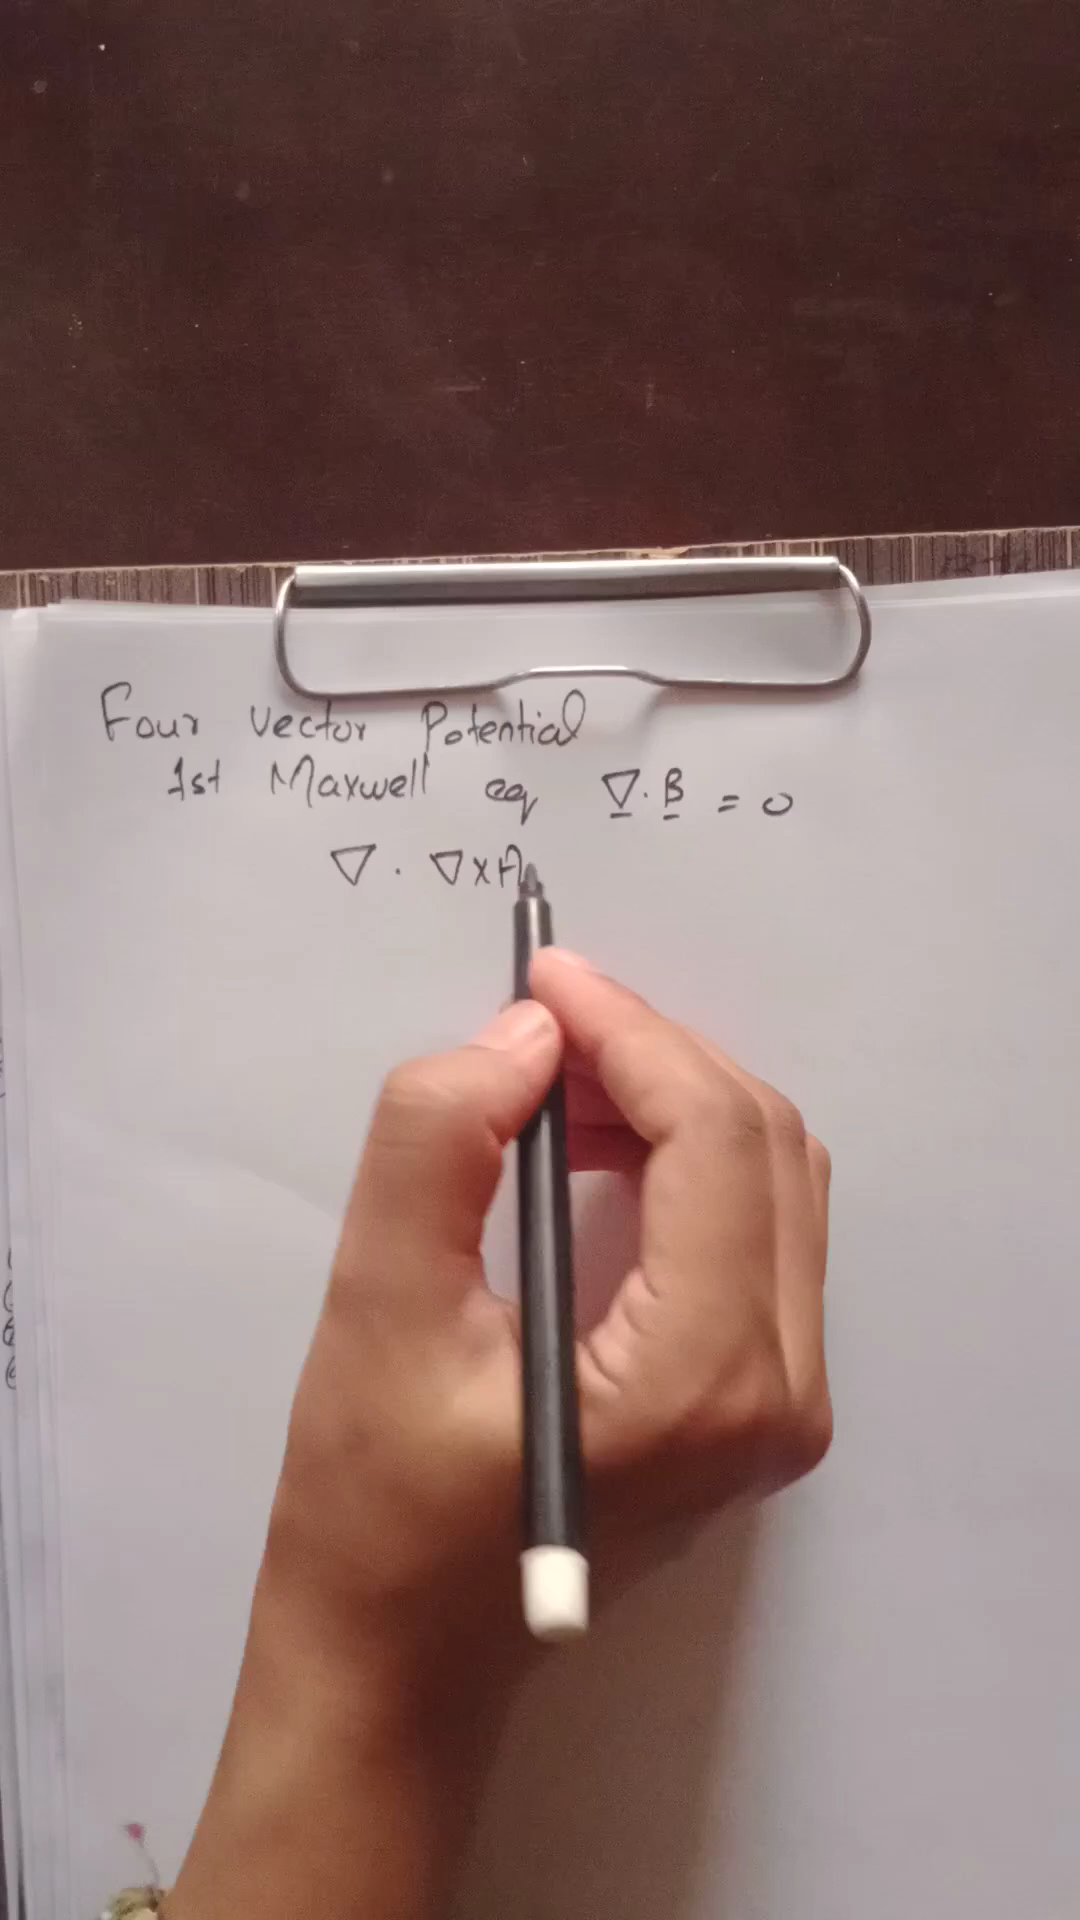 Four Vector Potential
1st Maxwell eq ∇. B = 0
∇ . ∇xA